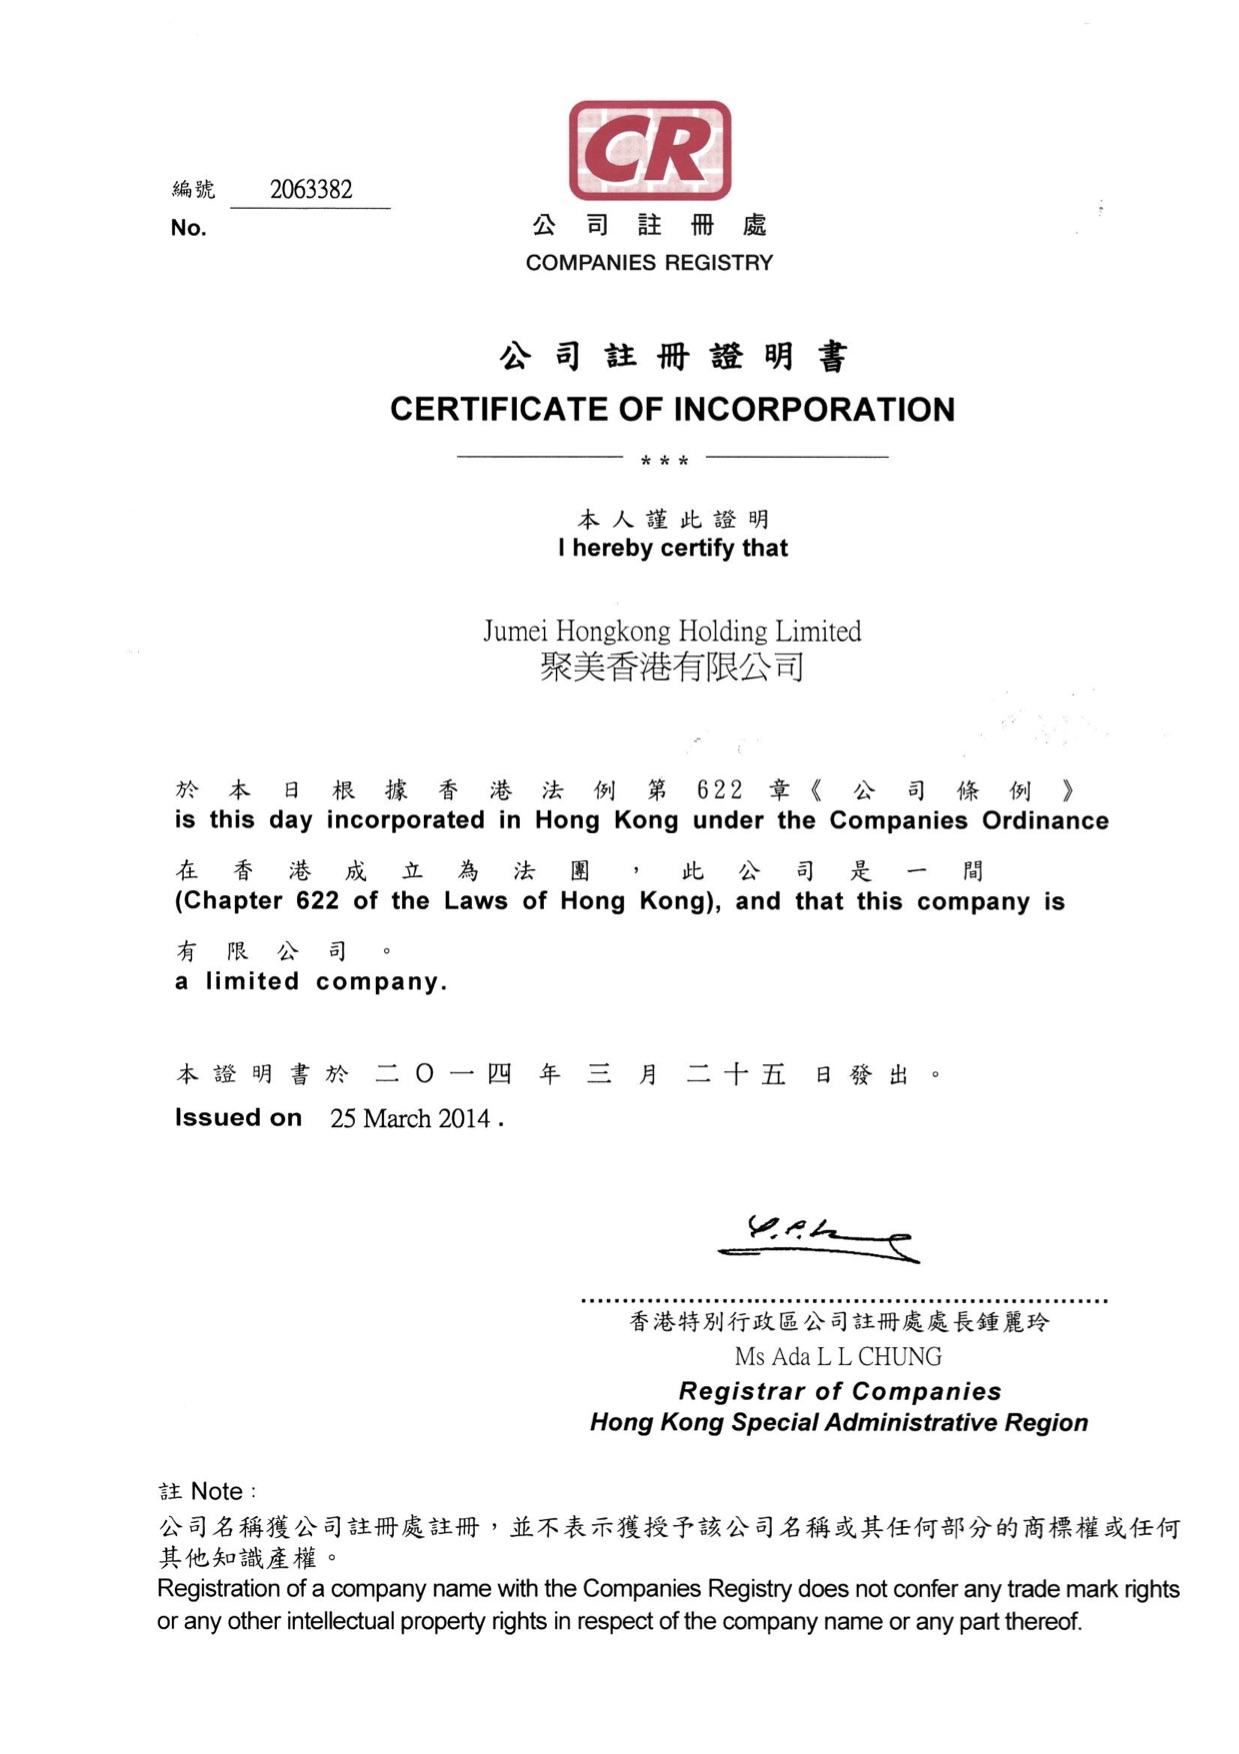 CR
編號 2063382
No.
公司註冊處
COMPANIES REGISTRY
公司註冊證明書
CERTIFICATE OF INCORPORATION
* * *
本人謹此證明
I hereby certify that
Jumei Hongkong Holding Limited
聚美香港有限公司
於本日根據香港法例第622章《公司條例》
is this day incorporated in Hong Kong under the Companies Ordinance
在香港成立為法團，此公司是一間
(Chapter 622 of the Laws of Hong Kong), and that this company is
有限公司。
a limited company.
本證明書於二O一四年三月二十五日發出。
Issued on 25 March 2014 .
香港特別行政區公司註冊處處長鍾麗玲
Ms Ada L L CHUNG
Registrar of Companies
Hong Kong Special Administrative Region
註 Note :
公司名稱獲公司註冊處註冊，並不表示獲授予該公司名稱或其任何部分的商標權或任何
其他知識產權。
Registration of a company name with the Companies Registry does not confer any trade mark rights
or any other intellectual property rights in respect of the company name or any part thereof.